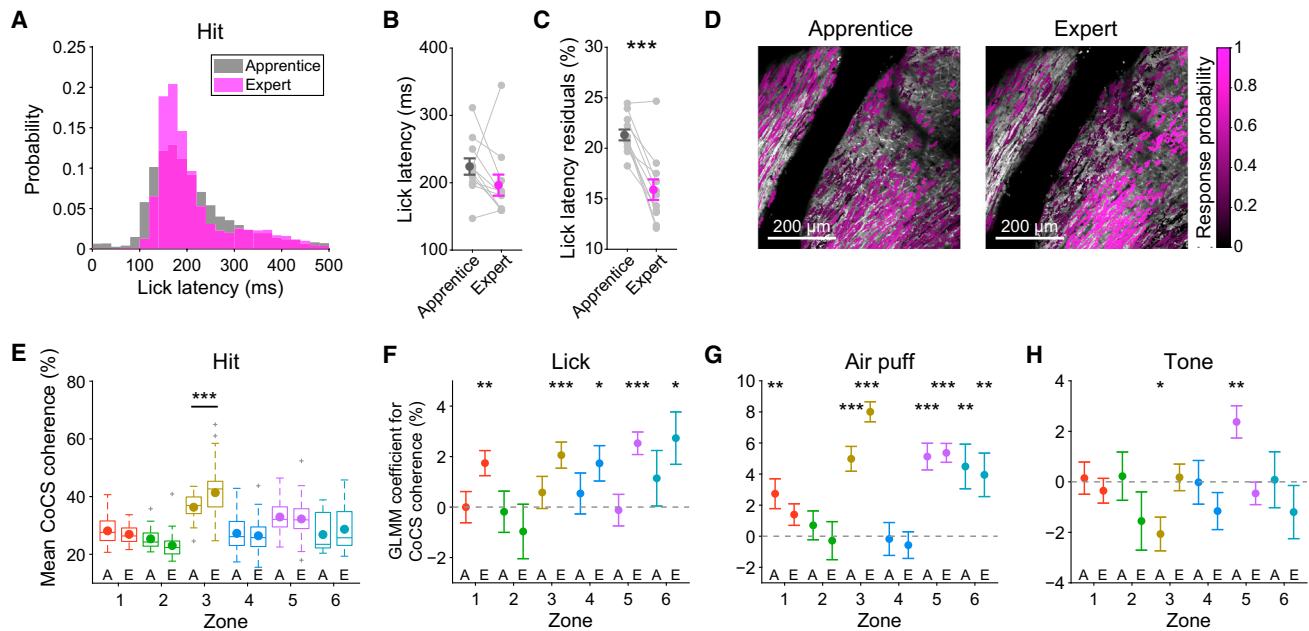 A
Hit
Probability
0.25
0.2
0.15
0.1
0.05
0
0 100 200 300 400 500
Lick latency (ms)
Apprentice
Expert
B
Lick latency (ms)
400
300
200
100
Apprentice
Expert
C
Lick latency residuals (%)
30
25
20
15
10
***
Apprentice
Expert
D
Apprentice
Expert
200 µm
200 µm
1
0.8
0.6
0.4
0.2
0
Response probability
E
Hit
Mean CoCS coherence (%)
80
60
40
20
***
A E A E A E A E A E A E
1 2 3 4 5 6
Zone
F
Lick
GLMM coefficient for
CoCS coherence (%)
4
2
0
−2
** *** * *** *
A E A E A E A E A E A E
1 2 3 4 5 6
Zone
G
Air puff
10
8
6
4
2
0
−2
** *** *** **
*** *** **
A E A E A E A E A E A E
1 2 3 4 5 6
Zone
H
Tone
4
2
0
−2
−4
* **
A E A E A E A E A E A E
1 2 3 4 5 6
Zone